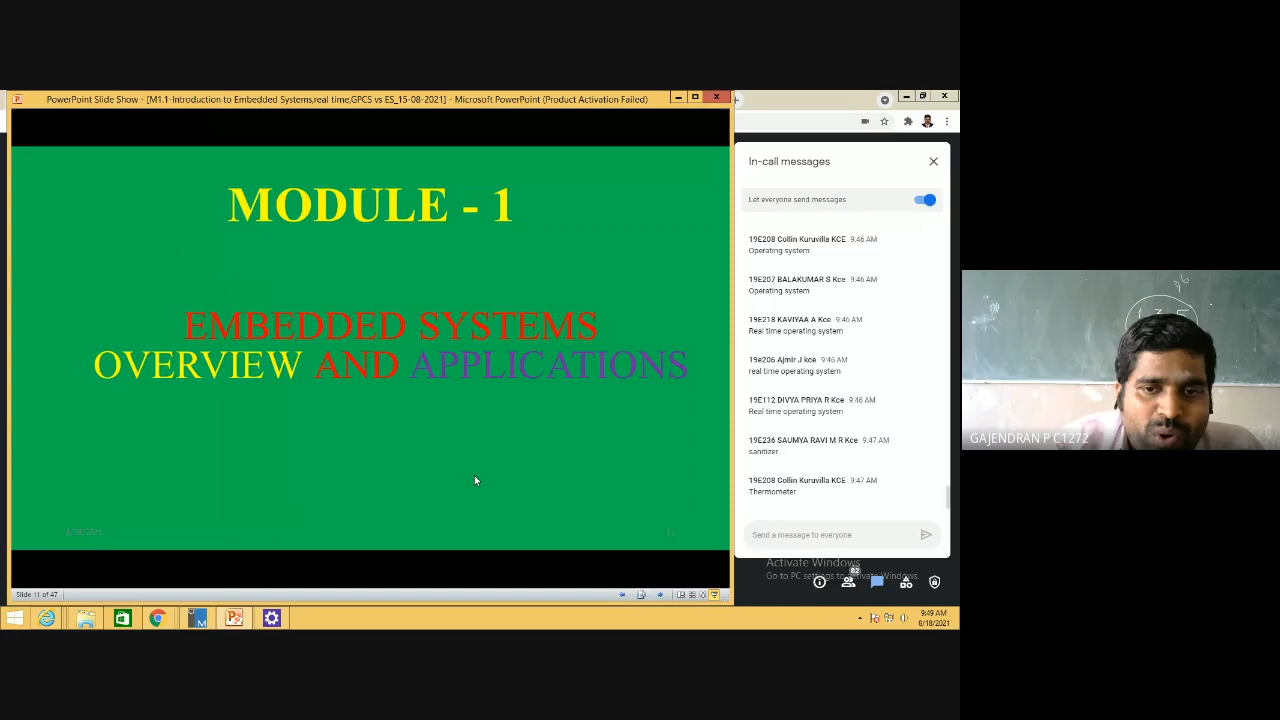 PowerPoint Slide Show - [M1.1-Introduction to Embedded Systems,real time,GPCS vs ES_15-08-2021] - Microsoft PowerPoint (Product Activation Failed)
MODULE - 1
EMBEDDED SYSTEMS
OVERVIEW AND APPLICATIONS
8/18/2021
11
Slide 11 of 47
In-call messages
Let everyone send messages
19E208 Collin Kuruvilla KCE 9:46 AM
Operating system
19E207 BALAKUMAR S Kce 9:46 AM
Operating system
19E218 KAVIYAA A Kce 9:46 AM
Real time operating system
19e206 Ajmir J kce 9:46 AM
real time operating system
19E112 DIVYA PRIYA R Kce 9:46 AM
Real time operating system
19E236 SAUMYA RAVI M R Kce 9:47 AM
sanitizer
19E208 Collin Kuruvilla KCE 9:47 AM
Thermometer
Send a message to everyone
Activate Windows
Go to PC settings to activate Windows.
82
9:49 AM
8/18/2021
GAJENDRAN P C1272